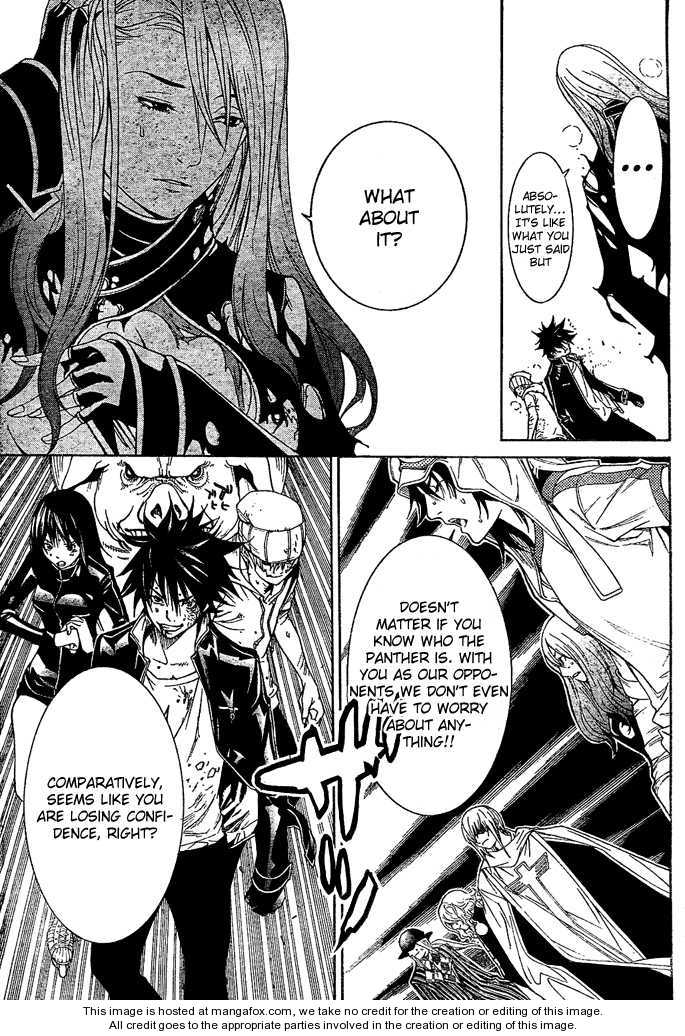 ...
ABSO-
LUTELY...
IT'S LIKE
WHAT YOU
JUST SAID
BUT
WHAT
ABOUT
IT?
DOESN'T
MATTER IF YOU
KNOW WHO THE
PANTHER IS. WITH
YOU AS OUR OPPO-
NENTS WE DON'T EVEN
HAVE TO WORRY
ABOUT ANY-
THING!!
COMPARATIVELY,
SEEMS LIKE YOU
ARE LOSING CONFI-
DENCE, RIGHT?
This image is hosted at mangafox.com, we take no credit for the creation or editing of this image.
All credit goes to the appropriate parties involved in the creation or editing of this image.